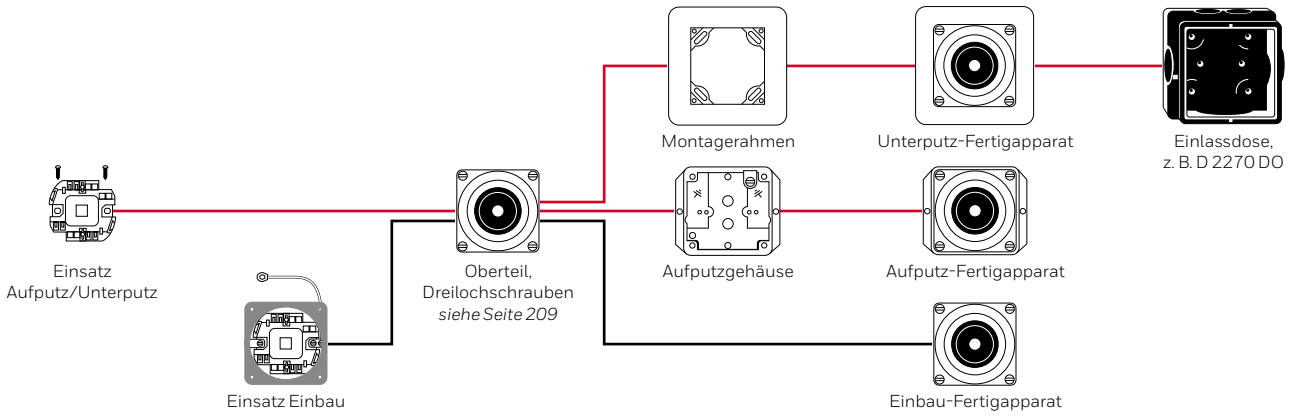 Montagerahmen
Unterputz-Fertigapparat
Einlassdose,
z. B. D 2270 DO
Einsatz
Aufputz/Unterputz
Oberteil,
Dreilochschrauben
siehe Seite 209
Aufputzgehäuse
Aufputz-Fertigapparat
Einsatz Einbau
Einbau-Fertigapparat